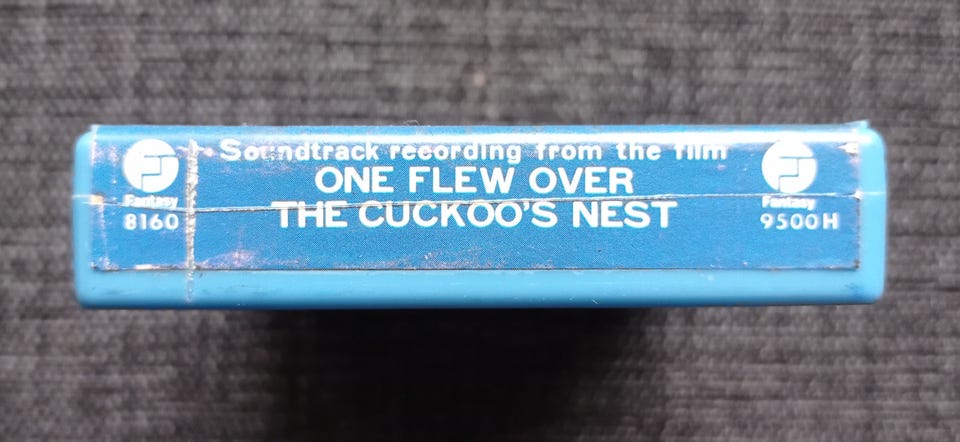 Soundtrack recording from the film
ONE FLEW OVER
THE CUCKOO'S NEST
Fantasy
8160
Fantasy
9500H